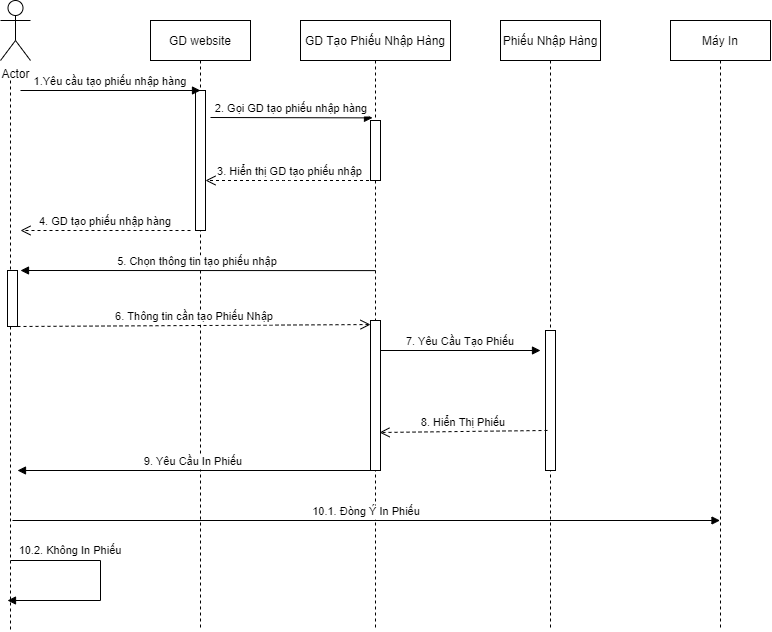 GD website
GD Tạo Phiếu Nhập Hàng
Phiếu Nhập Hàng
Máy In
Actor
1.Yêu cầu tạo phiếu nhập hàng
2. Gọi GD tạo phiếu nhập hàng
3. Hiển thị GD tạo phiếu nhập
4. GD tạo phiếu nhập hàng
5. Chọn thông tin tạo phiếu nhập
6. Thông tin cần tạo Phiếu Nhập
7. Yêu Cầu Tạo Phiếu
8. Hiển Thị Phiếu
9. Yêu Cầu In Phiếu
10.1. Đòng Ý In Phiếu
10.2. Không In Phiếu